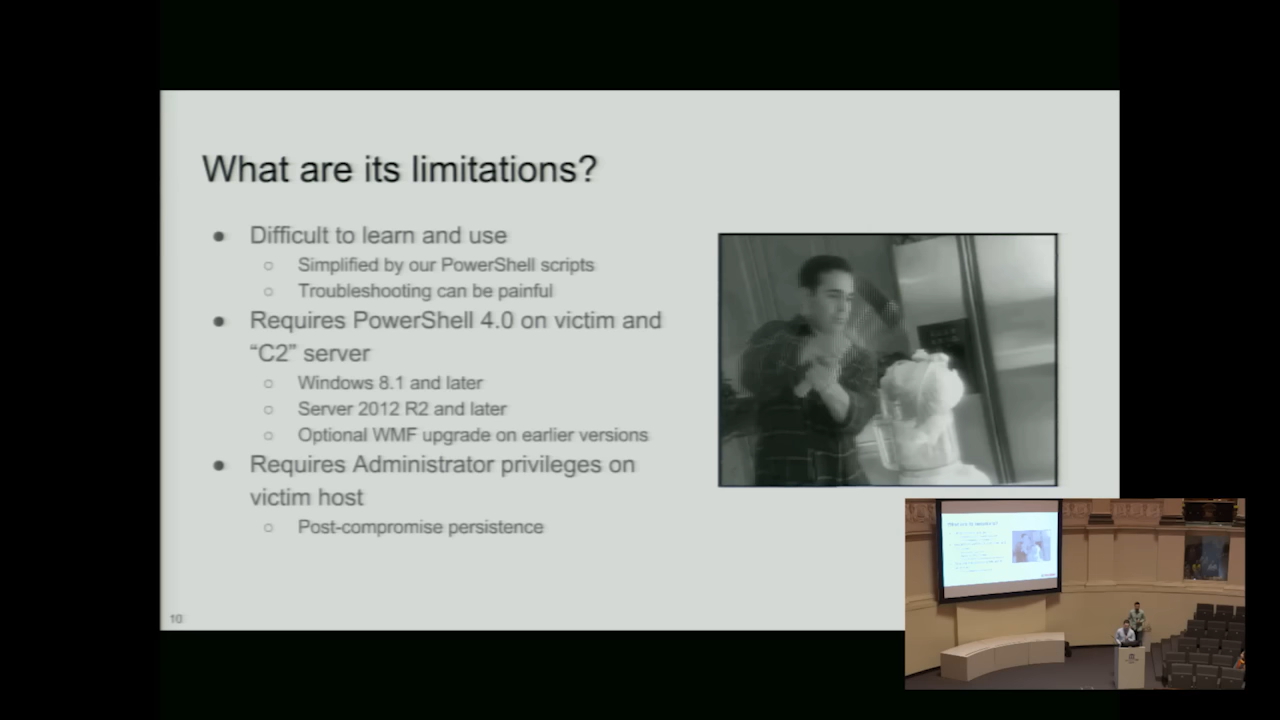 What are its limitations?
● Difficult to learn and use
○ Simplified by our PowerShell scripts
○ Troubleshooting can be painful
● Requires PowerShell 4.0 on victim and
“C2” server
○ Windows 8.1 and later
○ Server 2012 R2 and later
○ Optional WMF upgrade on earlier versions
● Requires Administrator privileges on
victim host
○ Post-compromise persistence
10